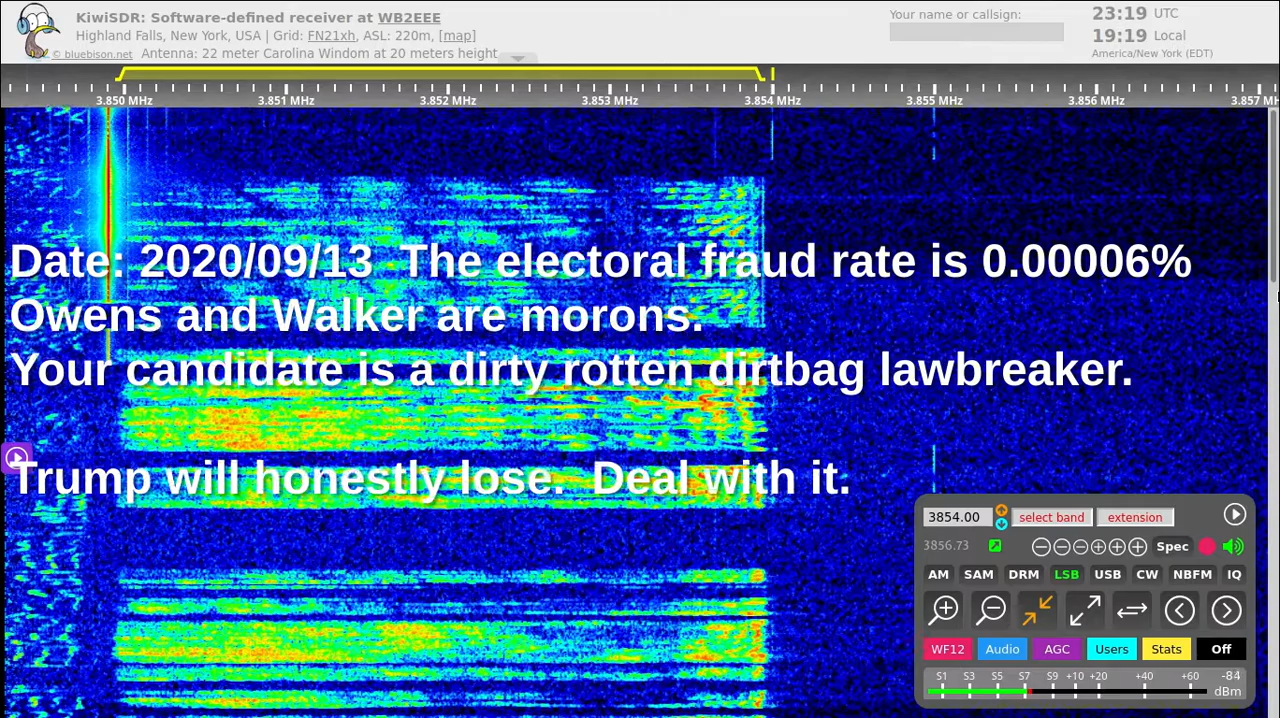 KiwiSDR: Software-defined receiver at WB2EEE
Highland Falls, New York, USA | Grid: FN21xh, ASL: 220m, [map]
© bluebison.net Antenna: 22 meter Carolina Windom at 20 meters height
Your name or callsign:
23:19 UTC
19:19 Local
America/New York (EDT)
3.850 MHz 3.851 MHz 3.852 MHz 3.853 MHz 3.854 MHz 3.855 MHz 3.856 MHz 3.857 MH
Date: 2020/09/13 The electoral fraud rate is 0.00006%
Owens and Walker are morons.
Your candidate is a dirty rotten dirtbag lawbreaker.
Trump will honestly lose. Deal with it.
3854.00 select band extension
3856.73 Spec
AM SAM DRM LSB USB CW NBFM IQ
WF12 Audio AGC Users Stats Off
S1 S3 S5 S7 S9 +10 +20 +40 +60 -84
dBm